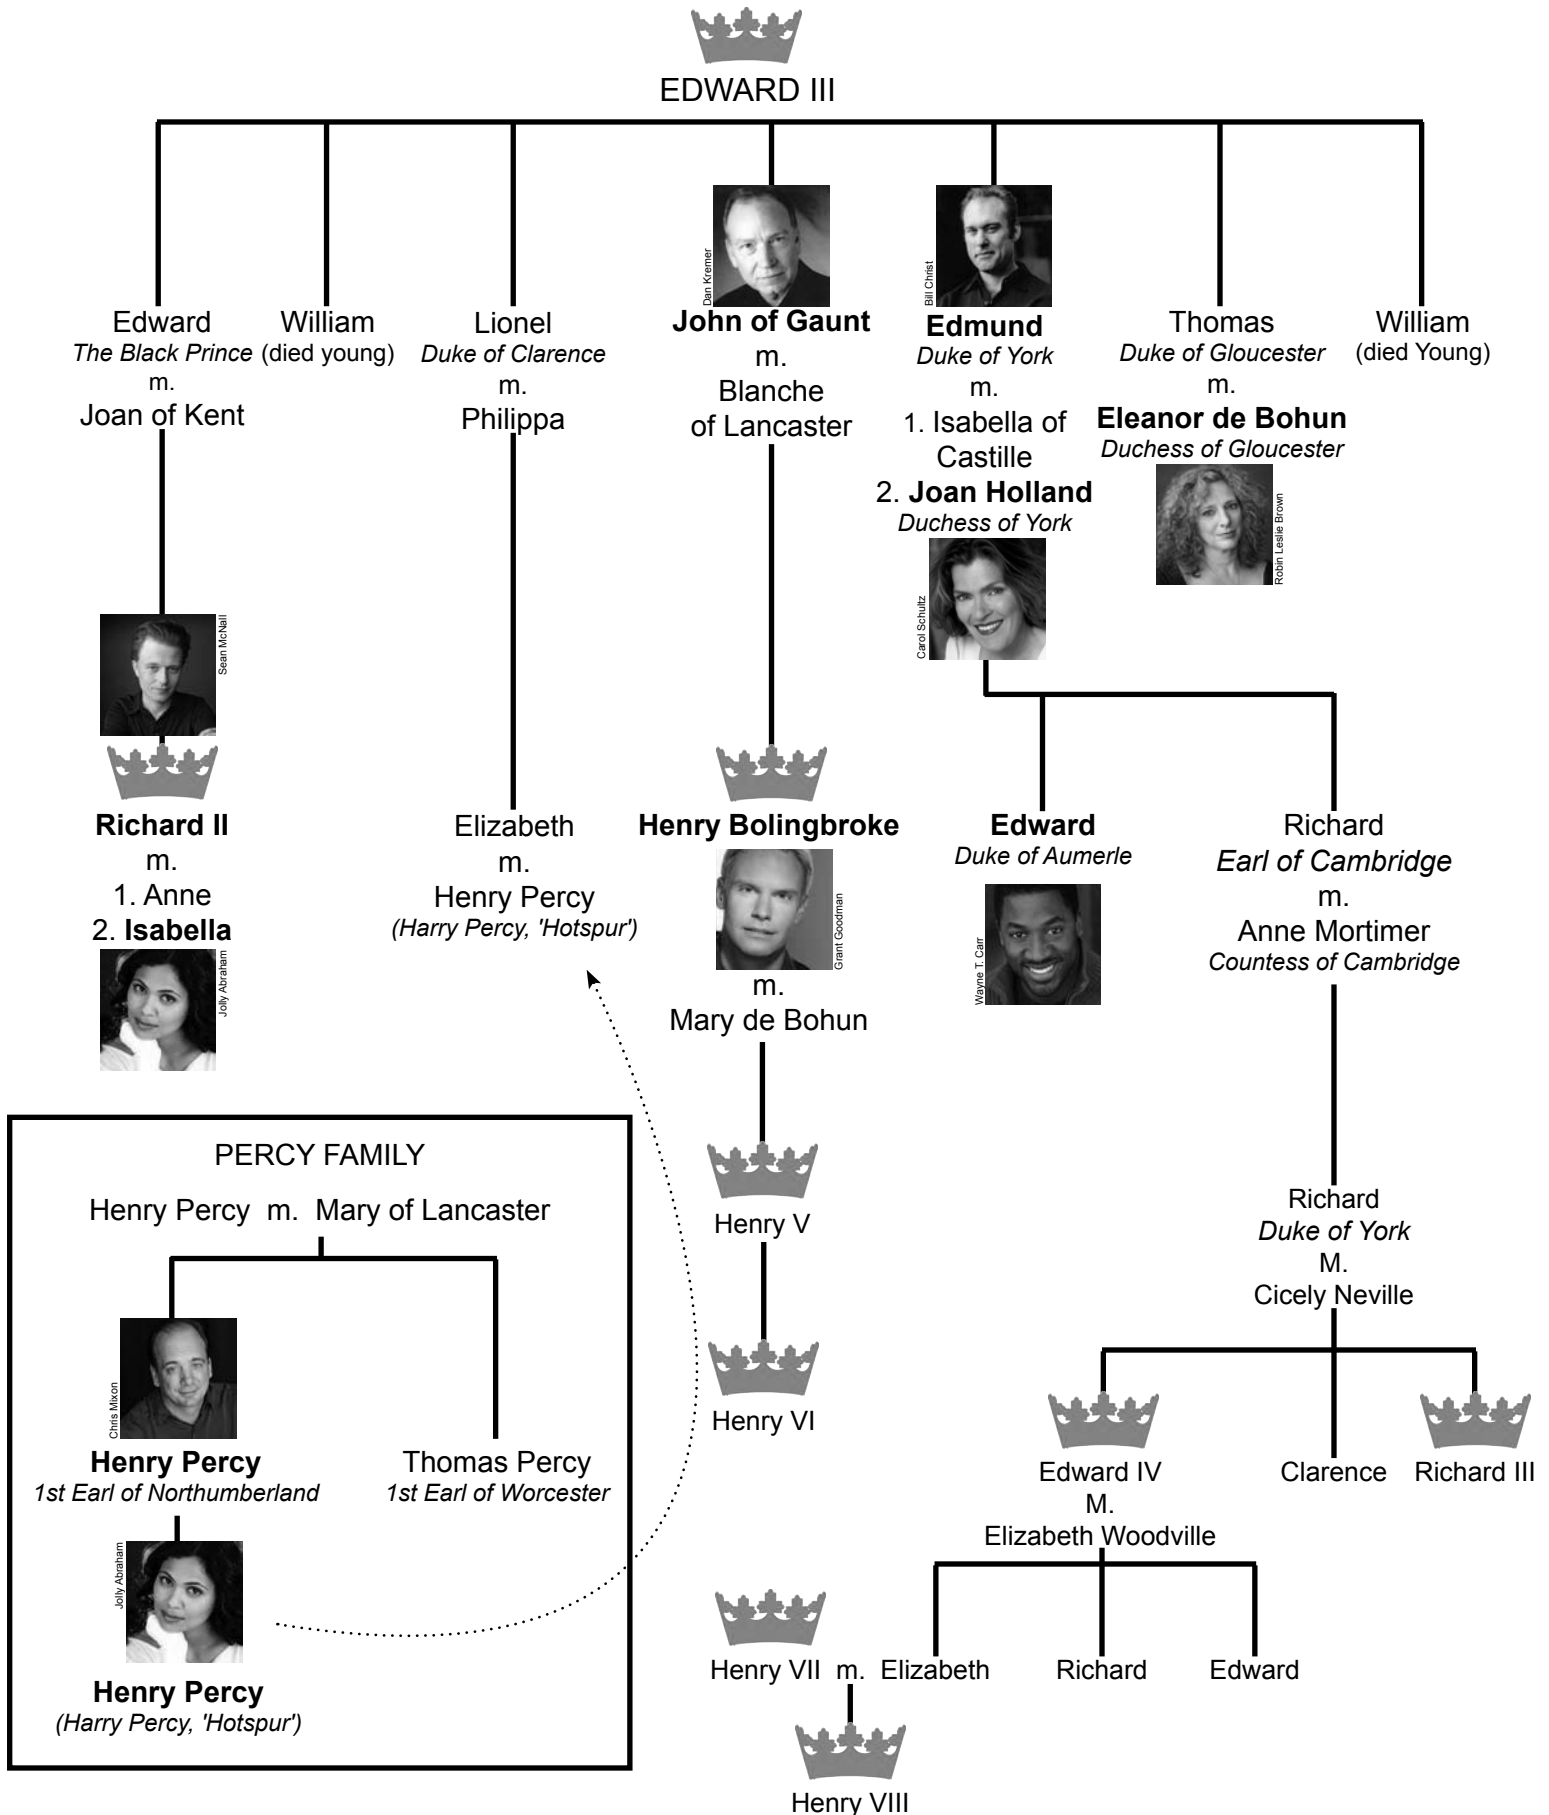 EDWARD III
Dan Kremer
Bill Christ
Edward
The Black Prince
m.
Joan of Kent
William
(died young)
Lionel
Duke of Clarence
m.
Philippa
John of Gaunt
m.
Blanche
of Lancaster
Edmund
Duke of York
m.
1. Isabella of
Castille
2. Joan Holland
Duchess of York
Carol Schultz
Thomas
Duke of Gloucester
m.
Eleanor de Bohun
Duchess of Gloucester
Robin Leslie Brown
William
(died Young)
Sean McNall
Richard II
m.
1. Anne
2. Isabella
Jolly Abraham
Elizabeth
m.
Henry Percy
(Harry Percy, 'Hotspur')
Henry Bolingbroke
Grant Goodman
m.
Mary de Bohun
Edward
Duke of Aumerle
Wayne T. Carr
Richard
Earl of Cambridge
m.
Anne Mortimer
Countess of Cambridge
PERCY FAMILY
Henry Percy m. Mary of Lancaster
Chris Mixon
Henry Percy
1st Earl of Northumberland
Thomas Percy
1st Earl of Worcester
Jolly Abraham
Henry Percy
(Harry Percy, 'Hotspur')
Henry V
Henry VI
Richard
Duke of York
M.
Cicely Neville
Edward IV
M.
Elizabeth Woodville
Clarence
Richard III
Henry VII m. Elizabeth
Richard
Edward
Henry VIII